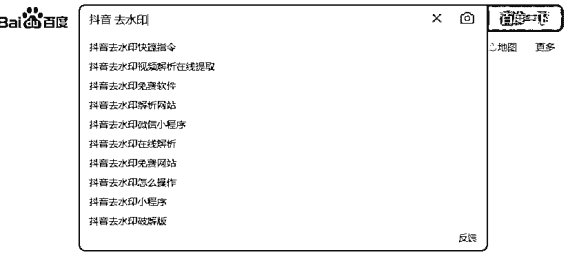 Bai du 百度
抖音 去水印
百度一下
抖音去水印快捷指令
地图 更多
抖音去水印视频解析在线提取
抖音去水印免费软件
抖音去水印解析网站
抖音去水印微信小程序
抖音去水印在线解析
抖音去水印免费网站
抖音去水印怎么操作
抖音去水印小程序
抖音去水印破解版
反馈